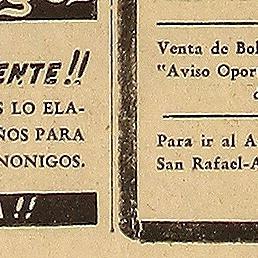 ENTE!!
S LO ELA-
ÑOS PARA
NONIGOS.
A!!
Venta de Bol
"Aviso Opor
Para ir al A
San Rafael-A